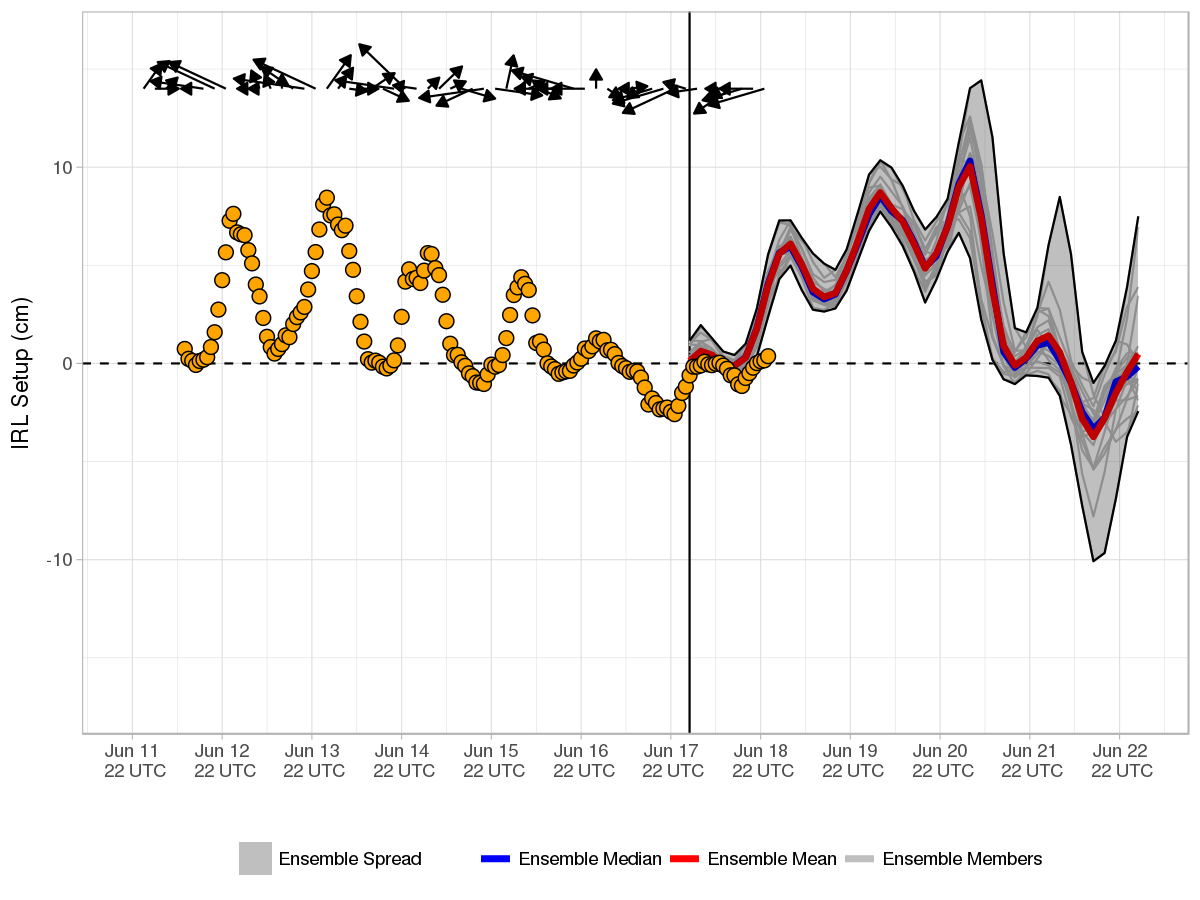 IRL Setup (cm)
10
0
-10
Jun 11 Jun 12 Jun 13 Jun 14 Jun 15 Jun 16 Jun 17 Jun 18 Jun 19 Jun 20 Jun 21 Jun 22
22 UTC 22 UTC 22 UTC 22 UTC 22 UTC 22 UTC 22 UTC 22 UTC 22 UTC 22 UTC 22 UTC 22 UTC
Ensemble Spread Ensemble Median Ensemble Mean Ensemble Members